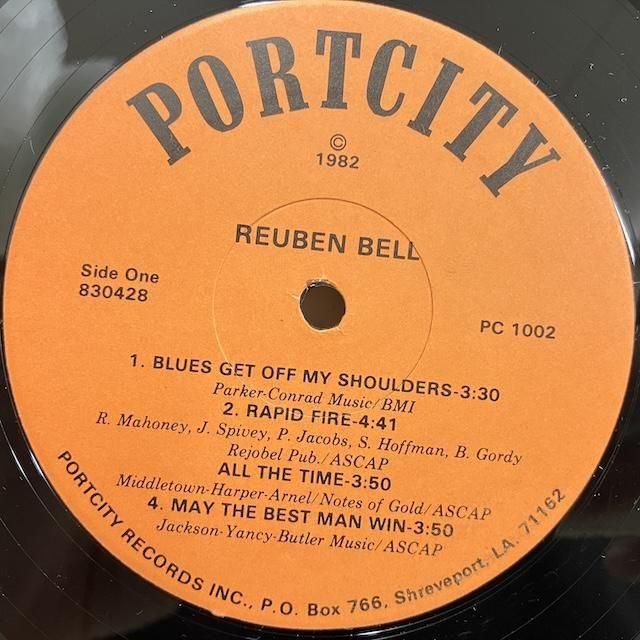 PORTCITY
©
1982
REUBEN BELL
Side One
830428
PC 1002
1. BLUES GET OFF MY SHOULDERS-3:30
Parker-Conrad Music/BMI
2. RAPID FIRE-4:41
R. Mahoney, J. Spivey, P. Jacobs, S. Hoffman, B. Gordy
Rejobel Pub./ASCAP
ALL THE TIME-3:50
Middletown-Harper-Arnel/Notes of Gold/ASCAP
4. MAY THE BEST MAN WIN-3:50
Jackson-Yancy-Butler Music/ASCAP
PORTCITY RECORDS INC., P.O. Box 766, Shreveport, LA. 71162